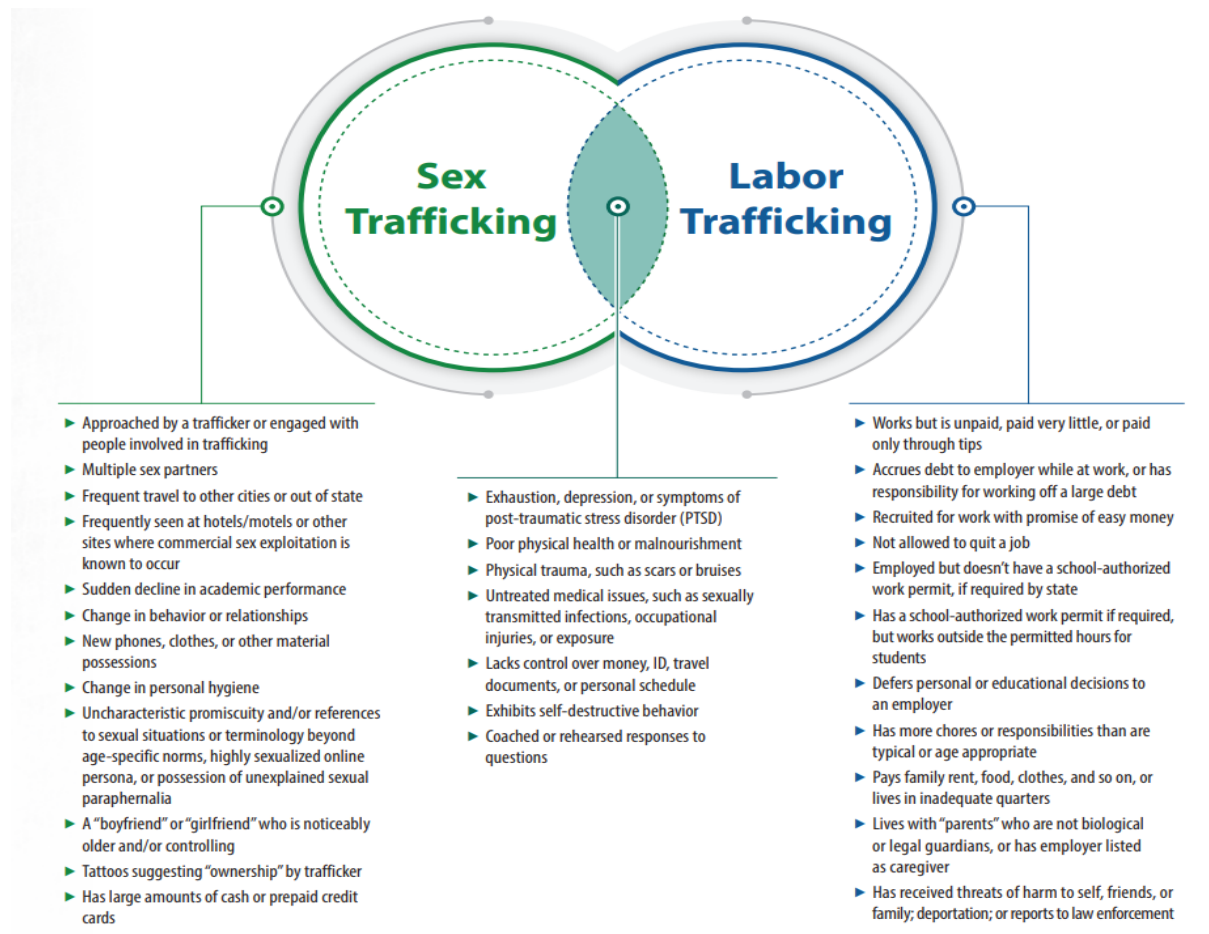 Sex
Trafficking
Labor
Trafficking
► Approached by a trafficker or engaged with
people involved in trafficking
► Multiple sex partners
► Frequent travel to other cities or out of state
► Frequently seen at hotels/motels or other
sites where commercial sex exploitation is
known to occur
► Sudden decline in academic performance
► Change in behavior or relationships
► New phones, clothes, or other material
possessions
► Change in personal hygiene
► Uncharacteristic promiscuity and/or references
to sexual situations or terminology beyond
age-specific norms, highly sexualized online
persona, or possession of unexplained sexual
paraphernalia
► A “boyfriend” or “girlfriend” who is noticeably
older and/or controlling
► Tattoos suggesting “ownership” by trafficker
► Has large amounts of cash or prepaid credit
cards
► Exhaustion, depression, or symptoms of
post-traumatic stress disorder (PTSD)
► Poor physical health or malnourishment
► Physical trauma, such as scars or bruises
► Untreated medical issues, such as sexually
transmitted infections, occupational
injuries, or exposure
► Lacks control over money, ID, travel
documents, or personal schedule
► Exhibits self-destructive behavior
► Coached or rehearsed responses to
questions
► Works but is unpaid, paid very little, or paid
only through tips
► Accrues debt to employer while at work, or has
responsibility for working off a large debt
► Recruited for work with promise of easy money
► Not allowed to quit a job
► Employed but doesn’t have a school-authorized
work permit, if required by state
► Has a school-authorized work permit if required,
but works outside the permitted hours for
students
► Defers personal or educational decisions to
an employer
► Has more chores or responsibilities than are
typical or age appropriate
► Pays family rent, food, clothes, and so on, or
lives in inadequate quarters
► Lives with “parents” who are not biological
or legal guardians, or has employer listed
as caregiver
► Has received threats of harm to self, friends, or
family; deportation; or reports to law enforcement